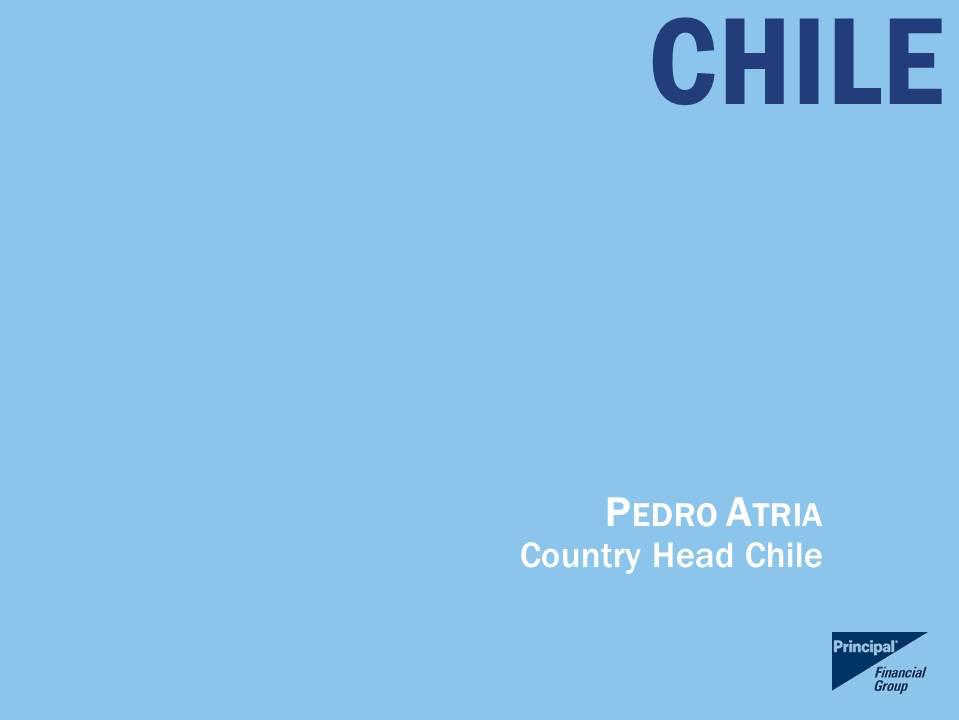 CHILE
PEDRO ATRIA
Country Head Chile
Principal®
Financial
Group